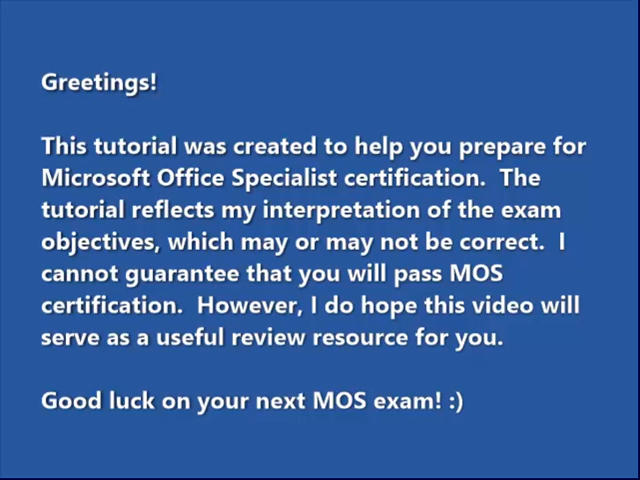 Greetings!
This tutorial was created to help you prepare for
Microsoft Office Specialist certification.  The
tutorial reflects my interpretation of the exam
objectives, which may or may not be correct.  I
cannot guarantee that you will pass MOS
certification.  However, I do hope this video will
serve as a useful review resource for you.
Good luck on your next MOS exam! :)